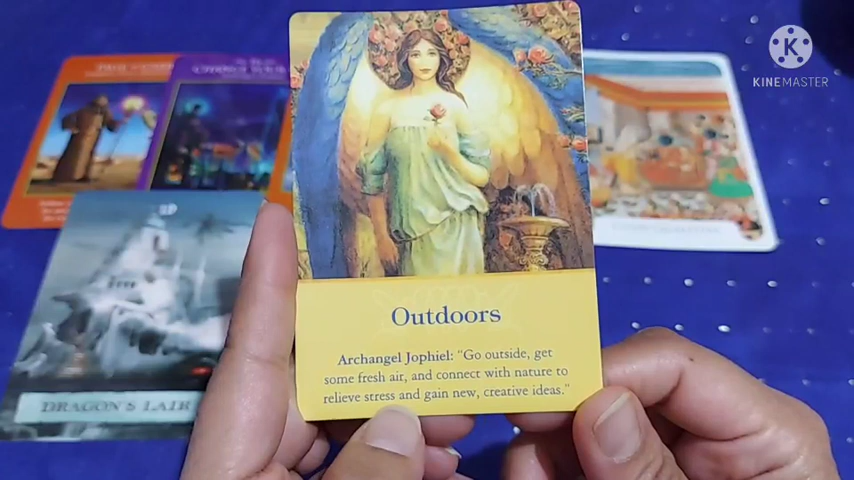 KINEMASTER
Outdoors
Archangel Jophiel: "Go outside, get
some fresh air, and connect with nature to
relieve stress and gain new, creative ideas."
DRAGON'S LAIR